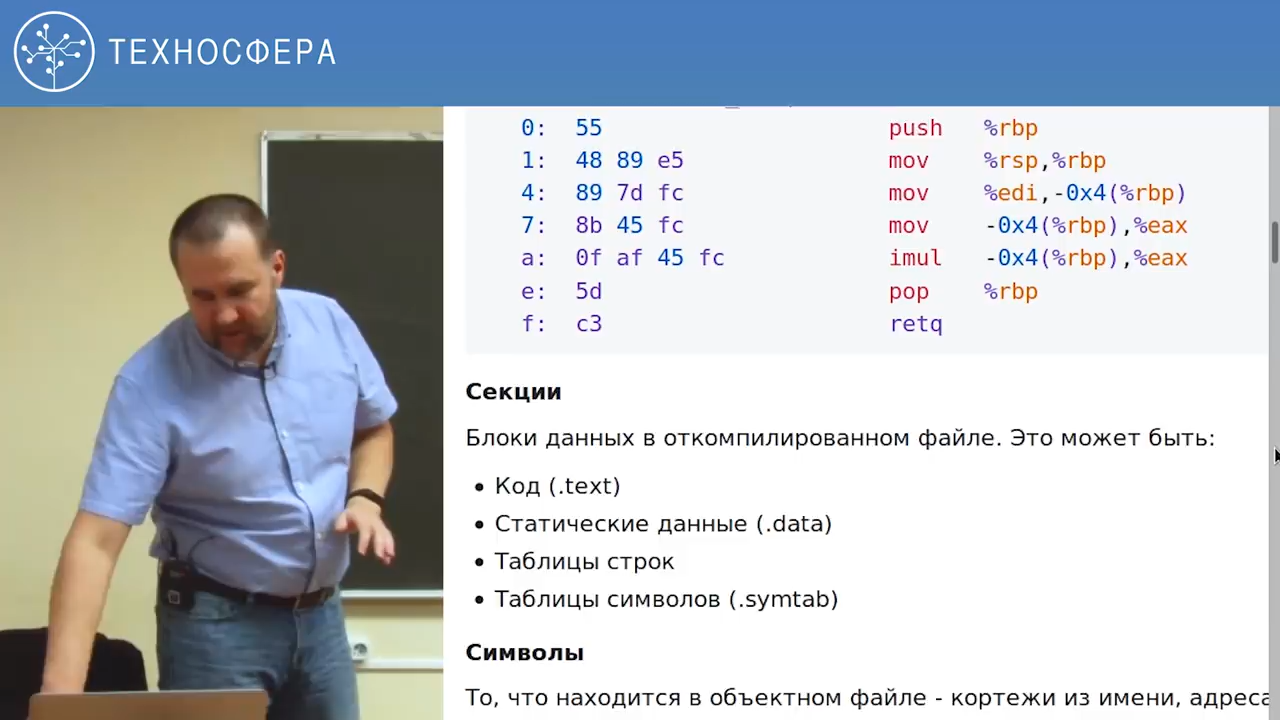 ТЕХНОСФЕРА
0: 55 push %rbp
1: 48 89 e5 mov %rsp,%rbp
4: 89 7d fc mov %edi,-0x4(%rbp)
7: 8b 45 fc mov -0x4(%rbp),%eax
a: 0f af 45 fc imul -0x4(%rbp),%eax
e: 5d pop %rbp
f: c3 retq
Секции
Блоки данных в откомпилированном файле. Это может быть:
• Код (.text)
• Статические данные (.data)
• Таблицы строк
• Таблицы символов (.symtab)
Символы
То, что находится в объектном файле - кортежи из имени, адреса